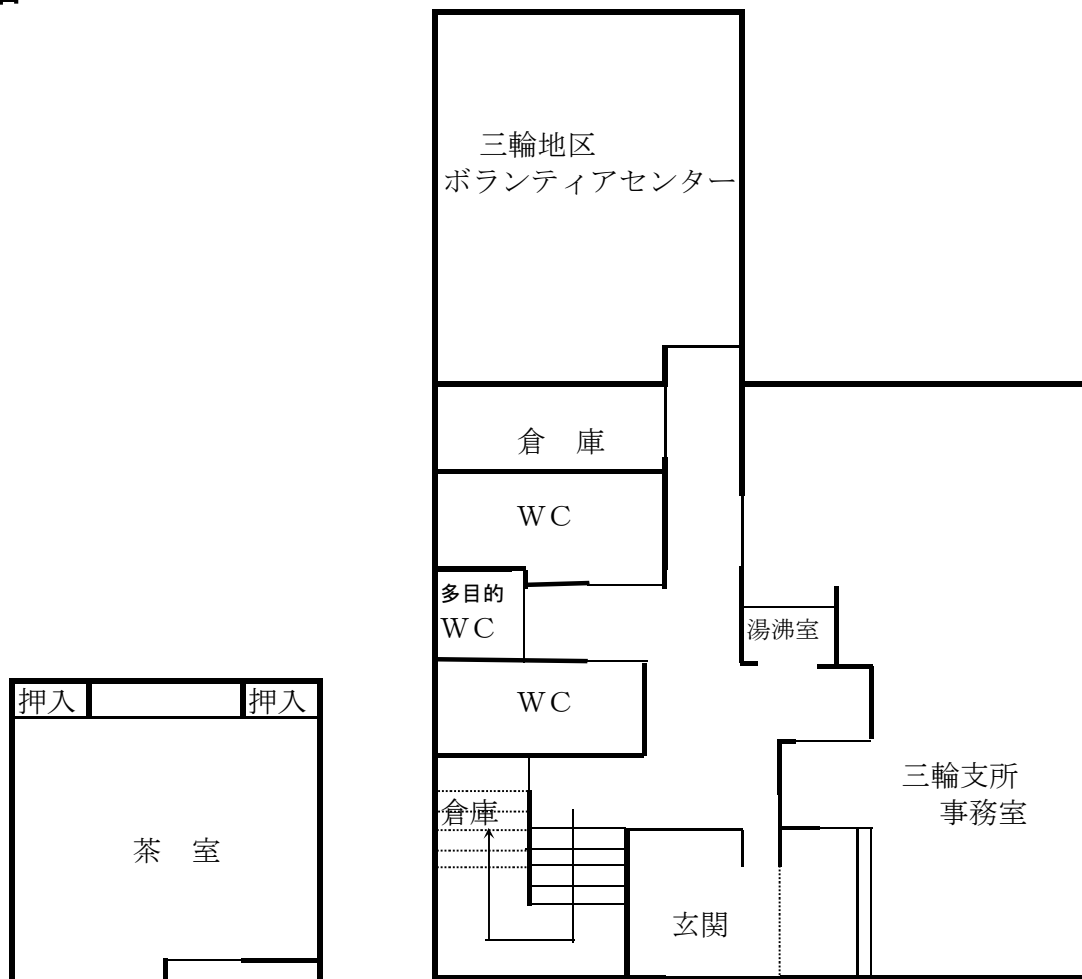 三輪地区
ボランティアセンター
倉　庫
ＷＣ
多目的
ＷＣ
湯沸室
ＷＣ
押入
押入
三輪支所
事務室
倉庫
茶　室
玄関